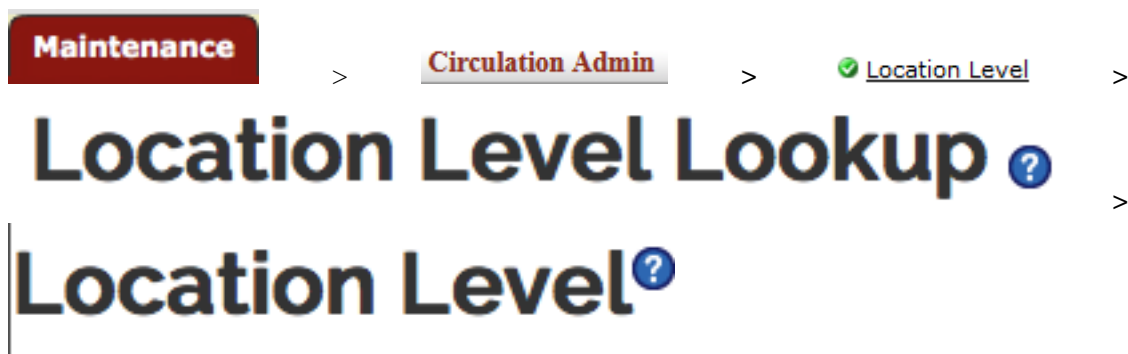 Maintenance > Circulation Admin > Location Level >
Location Level Lookup ? >
Location Level ?